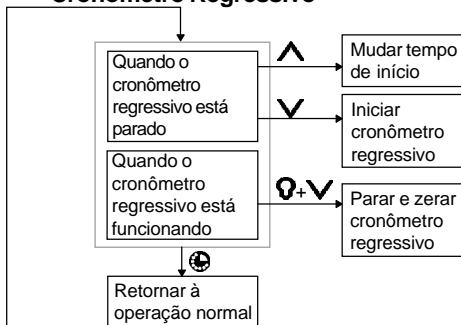 Cronômetro Regressivo
Quando o
cronômetro
regressivo está
parado
Mudar tempo
de início
Iniciar
cronômetro
regressivo
Quando o
cronômetro
regressivo está
funcionando
+
Parar e zerar
cronômetro
regressivo
Retornar à
operação normal